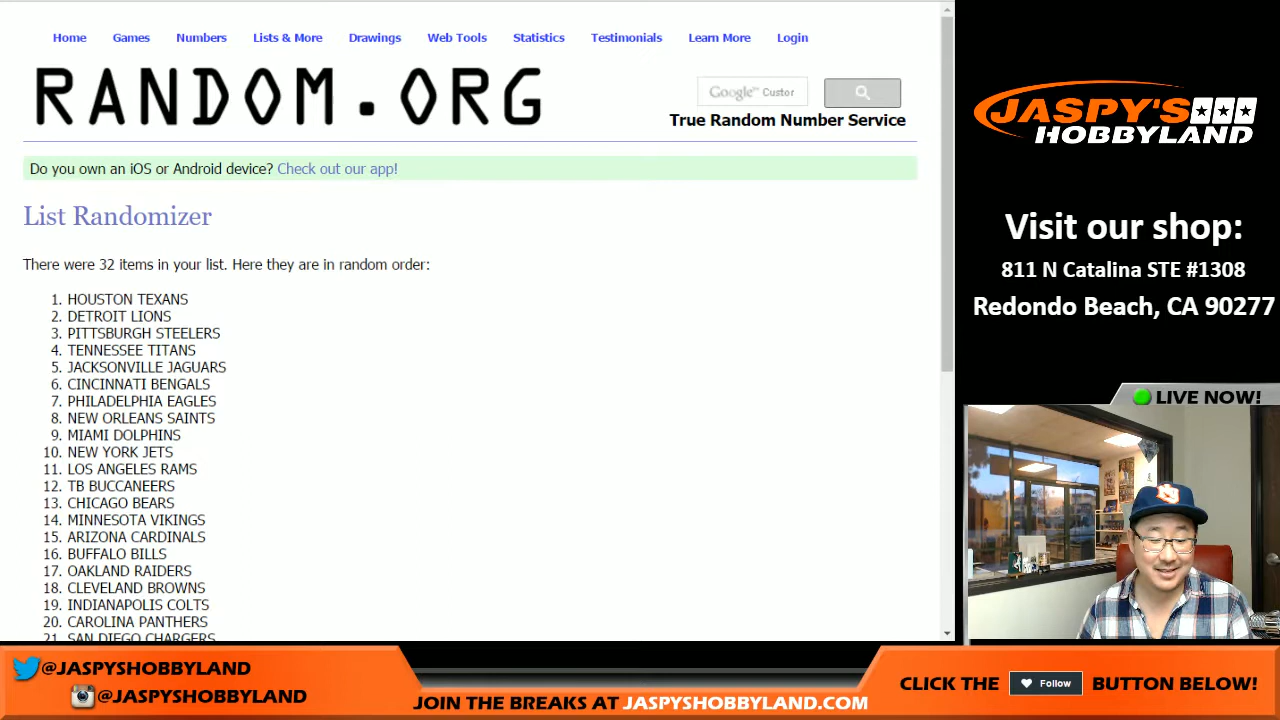 Home Games Numbers Lists & More Drawings Web Tools Statistics Testimonials Learn More Login
RANDOM.ORG
Google™ Custor
True Random Number Service
Do you own an iOS or Android device? Check out our app!
List Randomizer
There were 32 items in your list. Here they are in random order:
1. HOUSTON TEXANS
2. DETROIT LIONS
3. PITTSBURGH STEELERS
4. TENNESSEE TITANS
5. JACKSONVILLE JAGUARS
6. CINCINNATI BENGALS
7. PHILADELPHIA EAGLES
8. NEW ORLEANS SAINTS
9. MIAMI DOLPHINS
10. NEW YORK JETS
11. LOS ANGELES RAMS
12. TB BUCCANEERS
13. CHICAGO BEARS
14. MINNESOTA VIKINGS
15. ARIZONA CARDINALS
16. BUFFALO BILLS
17. OAKLAND RAIDERS
18. CLEVELAND BROWNS
19. INDIANAPOLIS COLTS
20. CAROLINA PANTHERS
21. SAN DIEGO CHARGERS
JASPY'S
HOBBYLAND
Visit our shop:
811 N Catalina STE #1308
Redondo Beach, CA 90277
LIVE NOW!
@JASPYSHOBBYLAND
@JASPYSHOBBYLAND
JOIN THE BREAKS AT JASPYSHOBBYLAND.COM
CLICK THE Follow BUTTON BELOW!